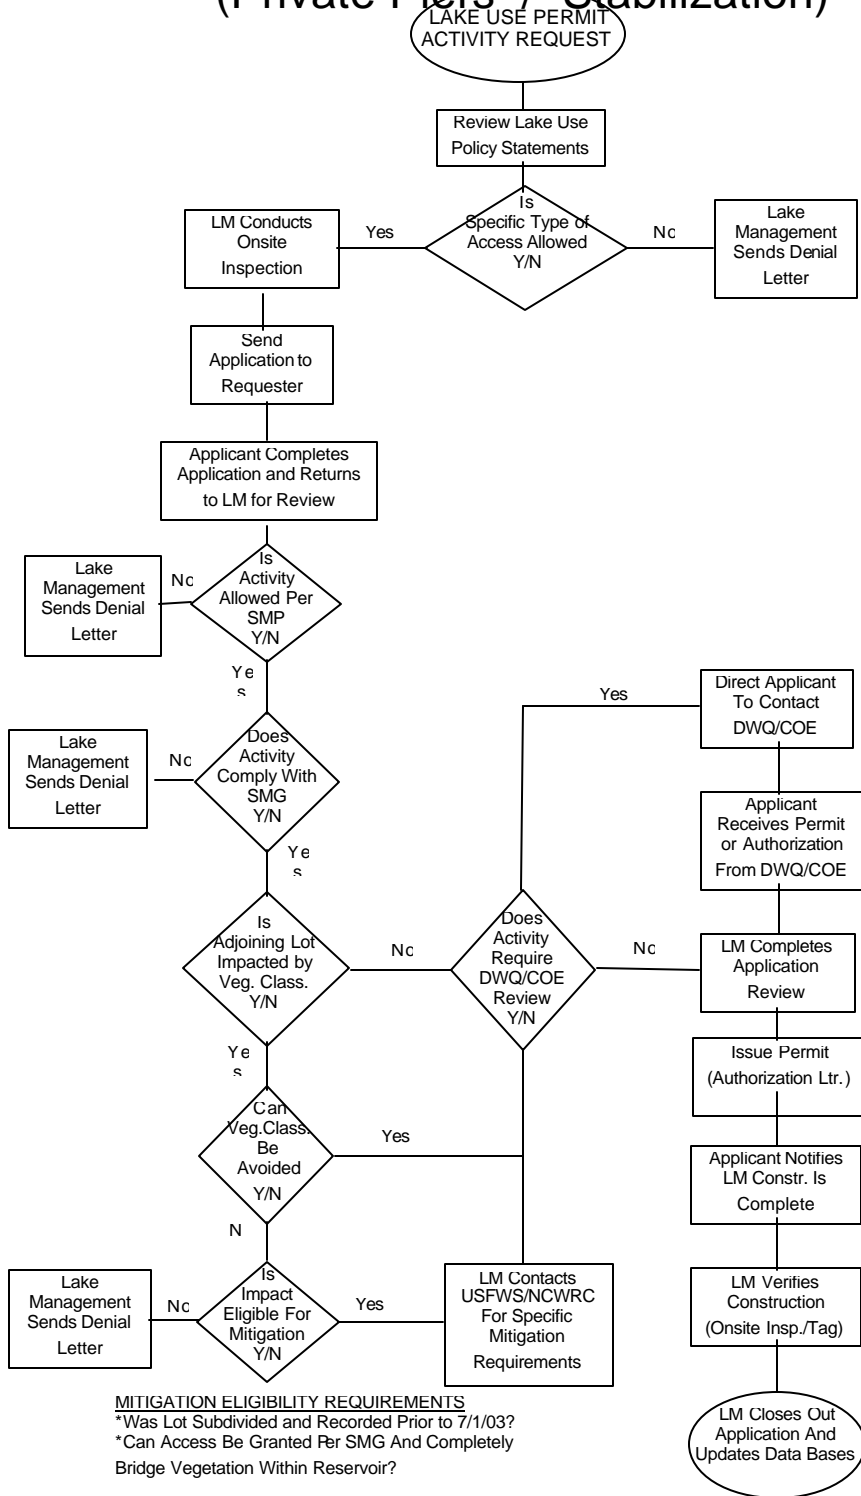 (Private Piers / Stabilization)
LAKE USE PERMIT
ACTIVITY REQUEST
Review Lake Use
Policy Statements
Is
Specific Type of
Access Allowed
Y/N
Yes
No
LM Conducts
Onsite
Inspection
Lake
Management
Sends Denial
Letter
Send
Application to
Requester
Applicant Completes
Application and Returns
to LM for Review
Is
Activity
Allowed Per
SMP
Y/N
No
Lake
Management
Sends Denial
Letter
Ye
s
Does
Activity
Comply With
SMG
Y/N
No
Lake
Management
Sends Denial
Letter
Ye
s
Is
Adjoining Lot
Impacted by
Veg. Class.
Y/N
No
Does
Activity
Require
DWQ/COE
Review
Y/N
Yes
Direct Applicant
To Contact
DWQ/COE
Applicant
Receives Permit
or Authorization
From DWQ/COE
No
LM Completes
Application
Review
Ye
s
Can
Veg.Class.
Be
Avoided
Y/N
Yes
N
Is
Impact
Eligible For
Mitigation
Y/N
No
Lake
Management
Sends Denial
Letter
Yes
LM Contacts
USFWS/NCWRC
For Specific
Mitigation
Requirements
Issue Permit
(Authorization Ltr.)
Applicant Notifies
LM Constr. Is
Complete
LM Verifies
Construction
(Onsite Insp./Tag)
LM Closes Out
Application And
Updates Data Bases
MITIGATION ELIGIBILITY REQUIREMENTS
*Was Lot Subdivided and Recorded Prior to 7/1/03?
*Can Access Be Granted Per SMG And Completely
Bridge Vegetation Within Reservoir?